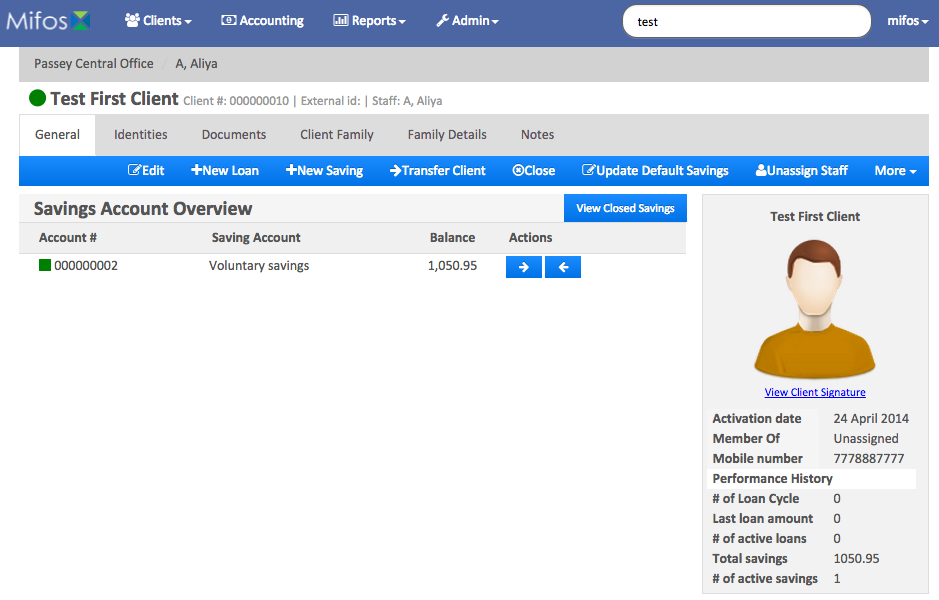 Mifos Clients Accounting Reports Admin test mifos
Passey Central Office / A, Aliya
Test First Client Client #: 000000010 | External id: | Staff: A, Aliya
General Identities Documents Client Family Family Details Notes
Edit New Loan New Saving Transfer Client Close Update Default Savings Unassign Staff More
Savings Account Overview View Closed Savings
Account # Saving Account Balance Actions
000000002 Voluntary savings 1,050.95
Test First Client
View Client Signature
Activation date 24 April 2014
Member Of Unassigned
Mobile number 7778887777
Performance History
# of Loan Cycle 0
Last loan amount 0
# of active loans 0
Total savings 1050.95
# of active savings 1